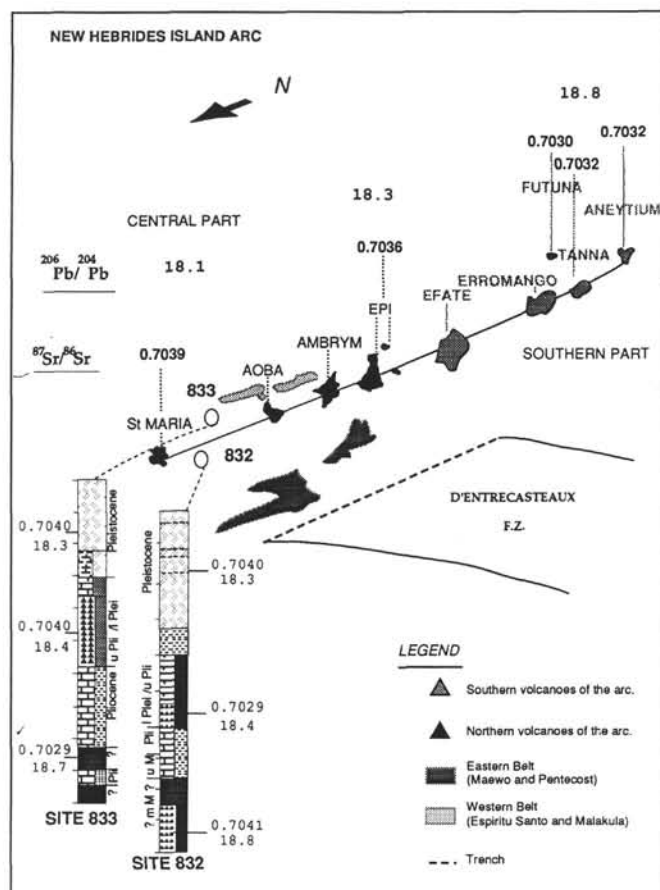 NEW HEBRIDES ISLAND ARC
N
18.8
0.7032
0.7030
0.7032
FUTUNA
ANEYTIUM
18.3
CENTRAL PART
0.7036
TANNA
206Pb/ 204Pb
18.1
ERROMANGO
EPI
EFATE
87Sr/86Sr
0.7039
AMBRYM
SOUTHERN PART
AOBA
833
St MARIA
832
D'ENTRECASTEAUX
F.Z.
0.7040
18.3
Pleistocene
0.7040
18.3
Pleistocene
0.7040
18.4
u Pli /l Plei
LEGEND
Southern volcanoes of the arc.
Pliocene
0.7029
18.4
l Plei /u Pli
Northern volcanoes of the arc.
0.7029
18.7
? lPli ?
Pli
? u M
Eastern Belt
(Maewo and Pentecost)
Western Belt
(Espiritu Santo and Malakula)
SITE 833
? m M ?
0.7041
18.8
SITE 832
Trench